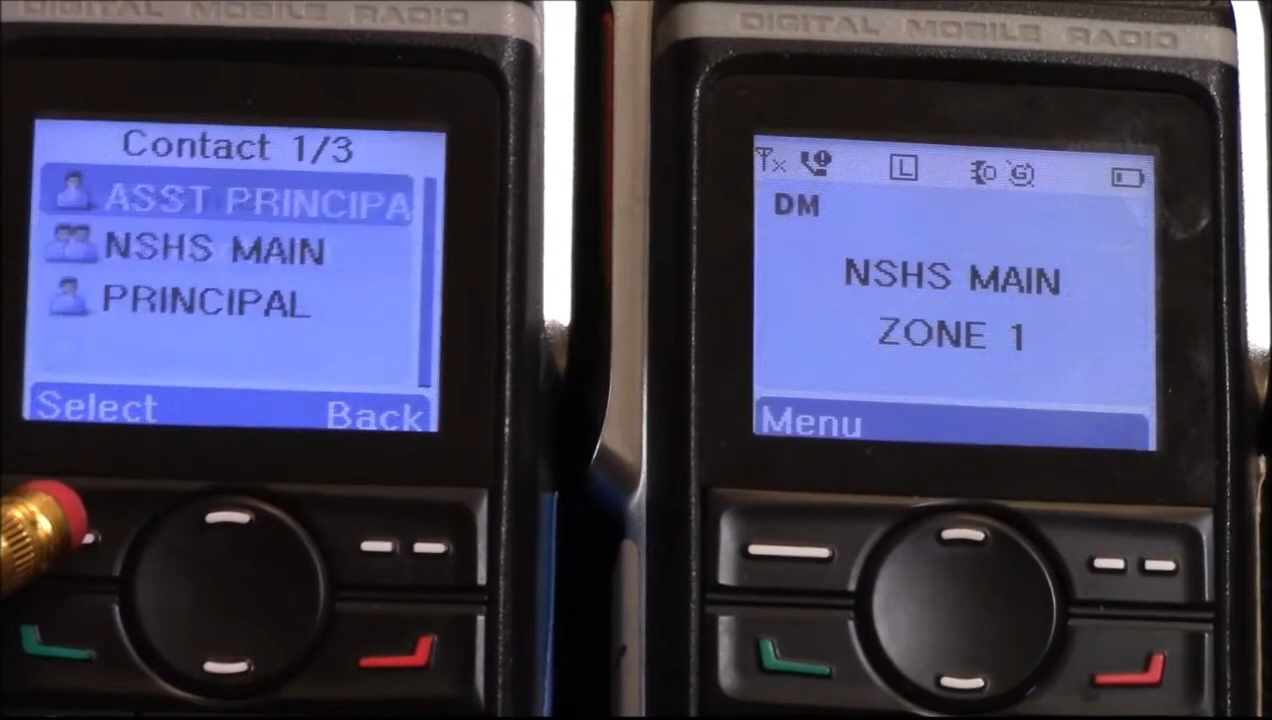 DIGITAL MOBILE RADIO
Contact 1/3
ASST PRINCIPA
NSHS MAIN
PRINCIPAL
Select Back
DIGITAL MOBILE RADIO
L G
DM
NSHS MAIN
ZONE 1
Menu